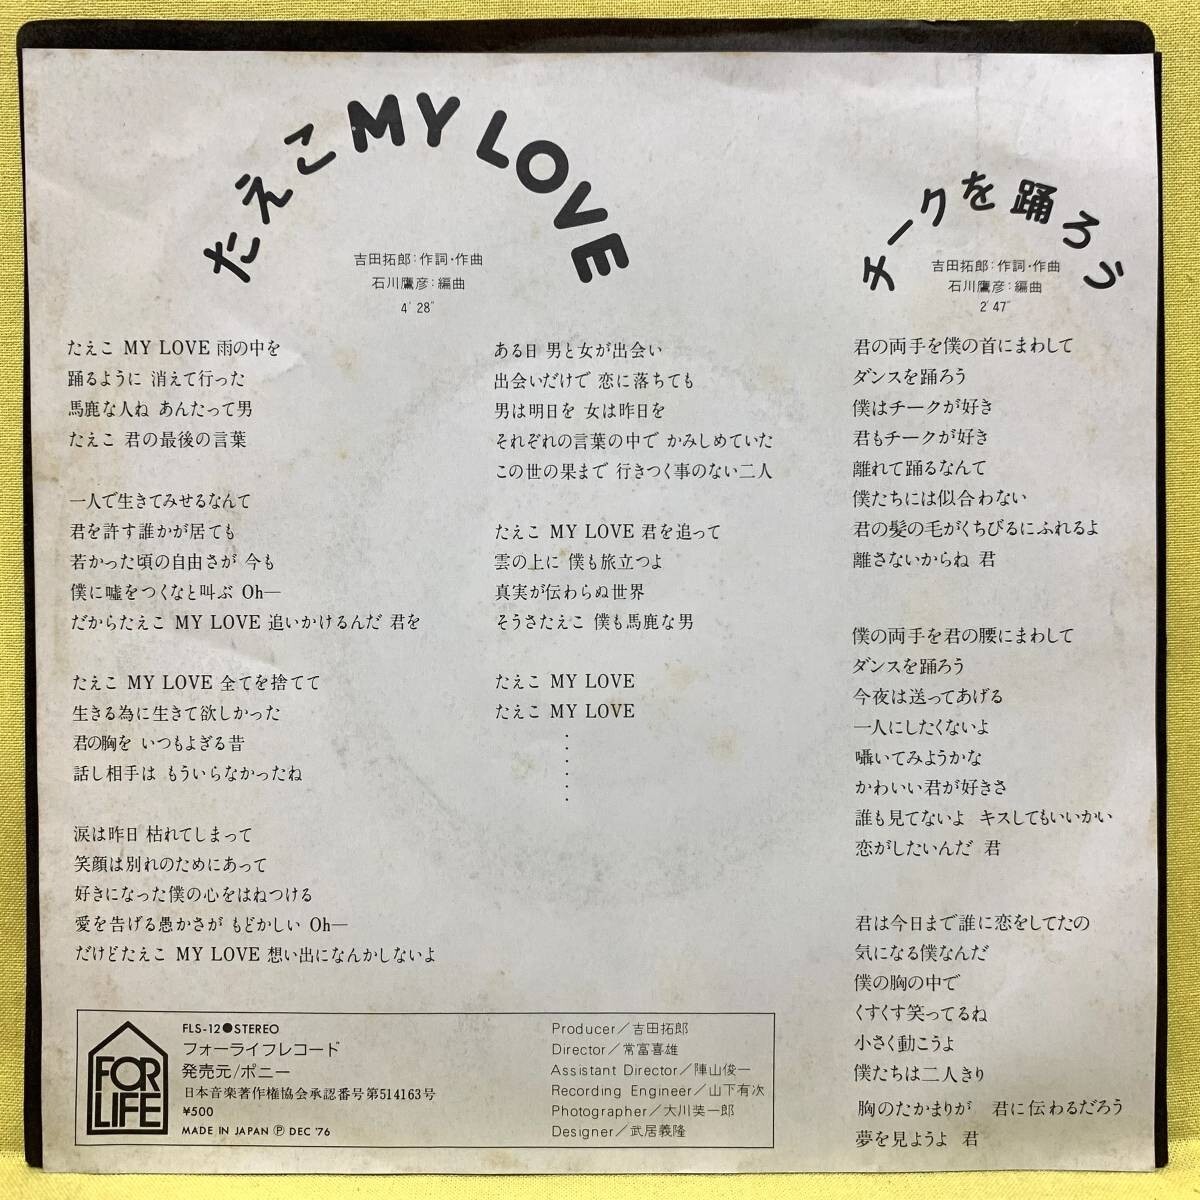 たえこ MY LOVE
吉田拓郎：作詞・作曲
石川鷹彦：編曲
4' 28"
たえこ MY LOVE 雨の中を
踊るように 消えて行った
馬鹿な人ね あんたって男
たえこ 君の最後の言葉
一人で生きてみせるなんて
君を許す誰かが居ても
若かった頃の自由さが 今も
僕に嘘をつくなと叫ぶ Oh―
だからたえこ MY LOVE 追いかけるんだ 君を
たえこ MY LOVE 全てを捨てて
生きる為に生きて欲しかった
君の胸を いつもよぎる昔
話し相手は もういらなかったね
涙は昨日 枯れてしまって
笑顔は別れのためにあって
好きになった僕の心をはねつける
愛を告げる愚かさが もどかしい Oh―
だけどたえこ MY LOVE 想い出になんかしないよ
ある日 男と女が出会い
出会いだけで 恋に落ちても
男は明日を 女は昨日を
それぞれの言葉の中で かみしめていた
この世の果まで 行きつく事のない二人
たえこ MY LOVE 君を追って
雲の上に 僕も旅立つよ
真実が伝わらぬ世界
そうさたえこ 僕も馬鹿な男
たえこ MY LOVE
たえこ MY LOVE
・・・・・・・・
チークを踊ろう
吉田拓郎：作詞・作曲
石川鷹彦：編曲
2' 47"
君の両手を僕の首にまわして
ダンスを踊ろう
僕はチークが好き
君もチークが好き
離れて踊るなんて
僕たちには似合わない
君の髪の毛がくちびるにふれるよ
離さないからね 君
僕の両手を君の腰にまわして
ダンスを踊ろう
今夜は送ってあげる
一人にしたくないよ
囁いてみようかな
かわいい君が好きさ
誰も見てないよ キスしてもいいかい
恋がしたいんだ 君
君は今日まで誰に恋をしてたの
気になる僕なんだ
僕の胸の中で
くすくす笑ってるね
小さく動こうよ
僕たちは二人きり
胸のたかまりが 君に伝わるだろう
夢を見ようよ 君
FOR
LIFE
FLS-12●STEREO
フォーライフレコード
発売元/ポニー
日本音楽著作権協会承認番号第514163号
¥500
MADE IN JAPAN Ⓟ DEC '76
Producer／吉田拓郎
Director／常富喜雄
Assistant Director／陣山俊一
Recording Engineer／山下有次
Photographer／大川奘一郎
Designer／武居義隆